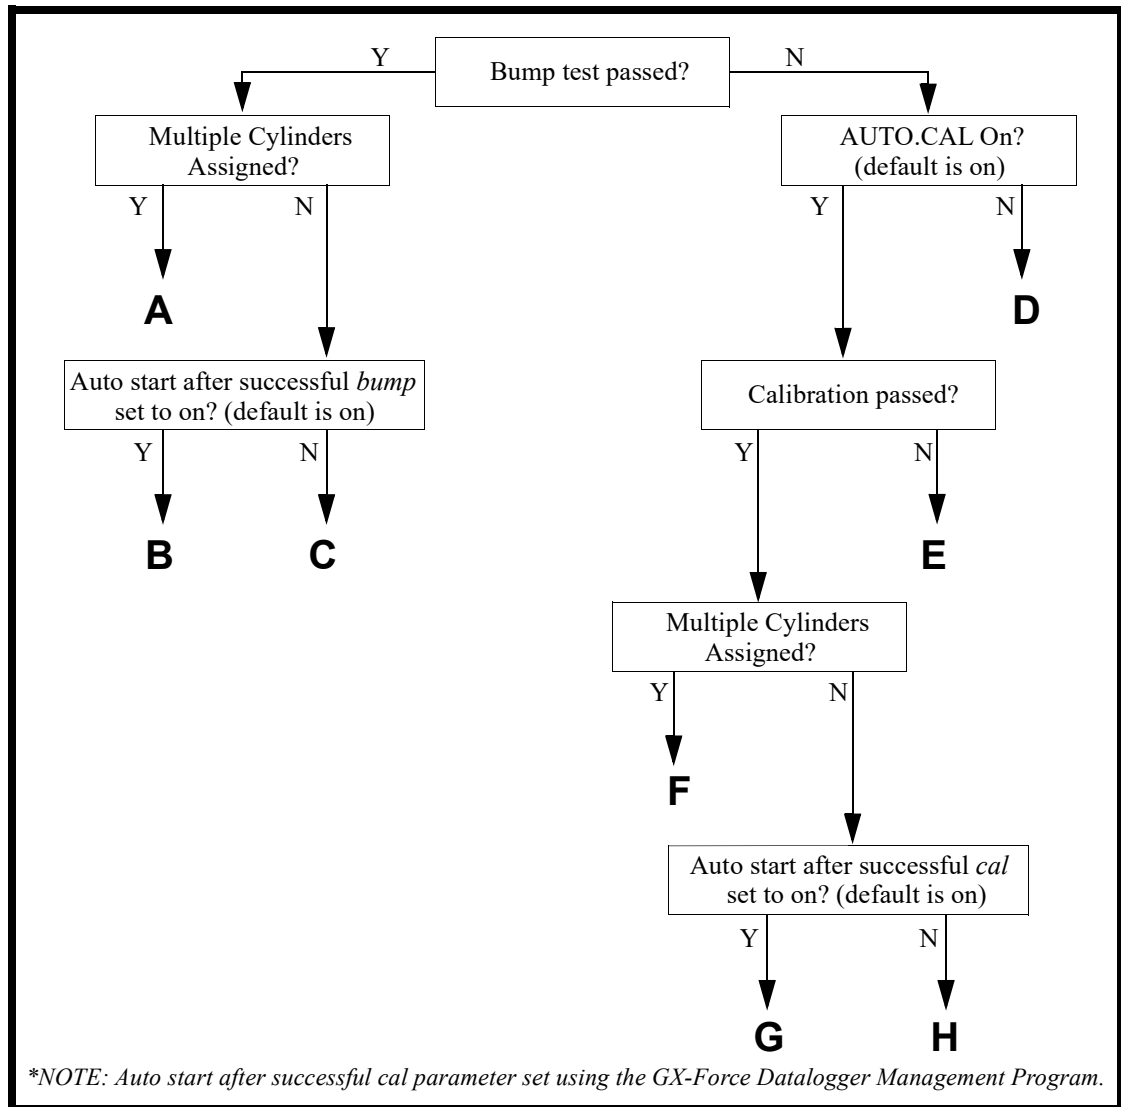 Y
Bump test passed?
N
Multiple Cylinders
Assigned?
AUTO.CAL On?
(default is on)
Y
N
Y
N
A
D
Auto start after successful bump
set to on? (default is on)
Calibration passed?
Y
N
Y
N
B
C
E
Multiple Cylinders
Assigned?
Y
N
F
Auto start after successful cal
set to on? (default is on)
Y
N
G
H
*NOTE: Auto start after successful cal parameter set using the GX-Force Datalogger Management Program.